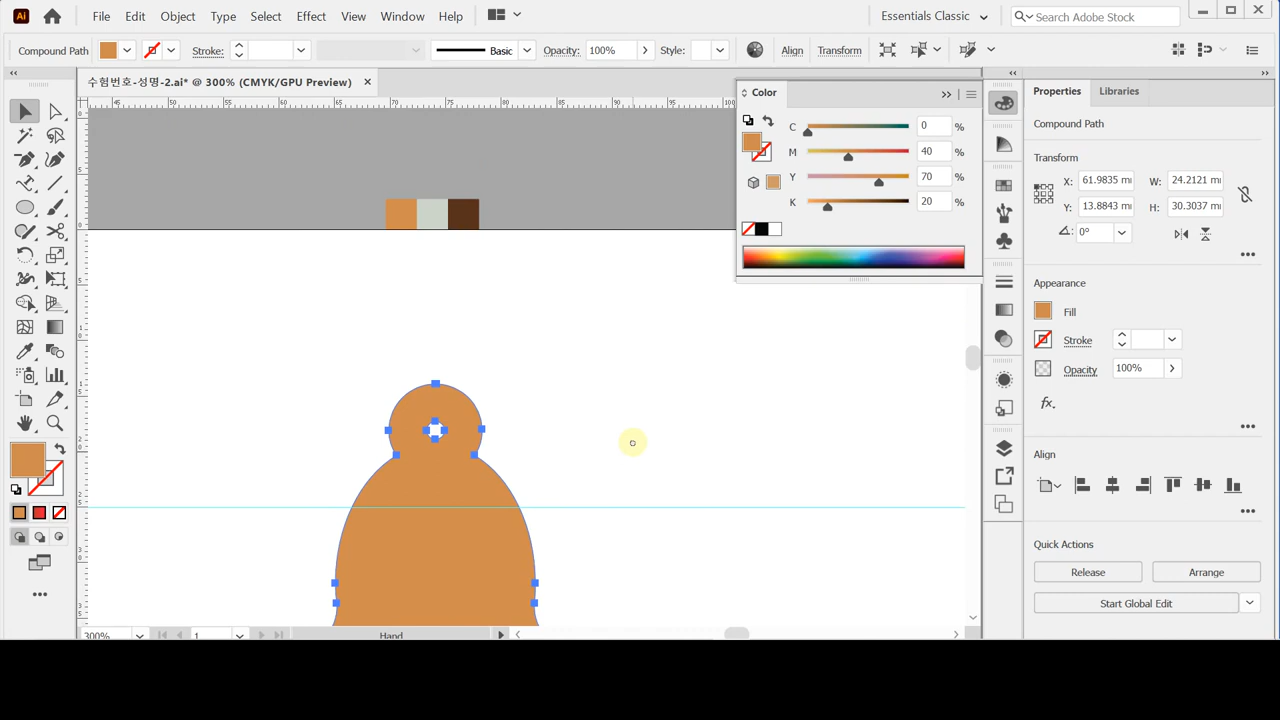 Ai File Edit Object Type Select Effect View Window Help Essentials Classic Search Adobe Stock
Compound Path Stroke: Basic Opacity: 100% Style: Align Transform
수험번호-성명-2.ai* @ 300% (CMYK/GPU Preview)
Color
C 0 %
M 40 %
Y 70 %
K 20 %
Properties Libraries
Compound Path
Transform
X: 61.9835 mm W: 24.2121 mm
Y: 13.8843 mm H: 30.3037 mm
0°
Appearance
Fill
Stroke
Opacity 100%
fx.
Align
Quick Actions
Release Arrange
Start Global Edit
300% 1 Hand